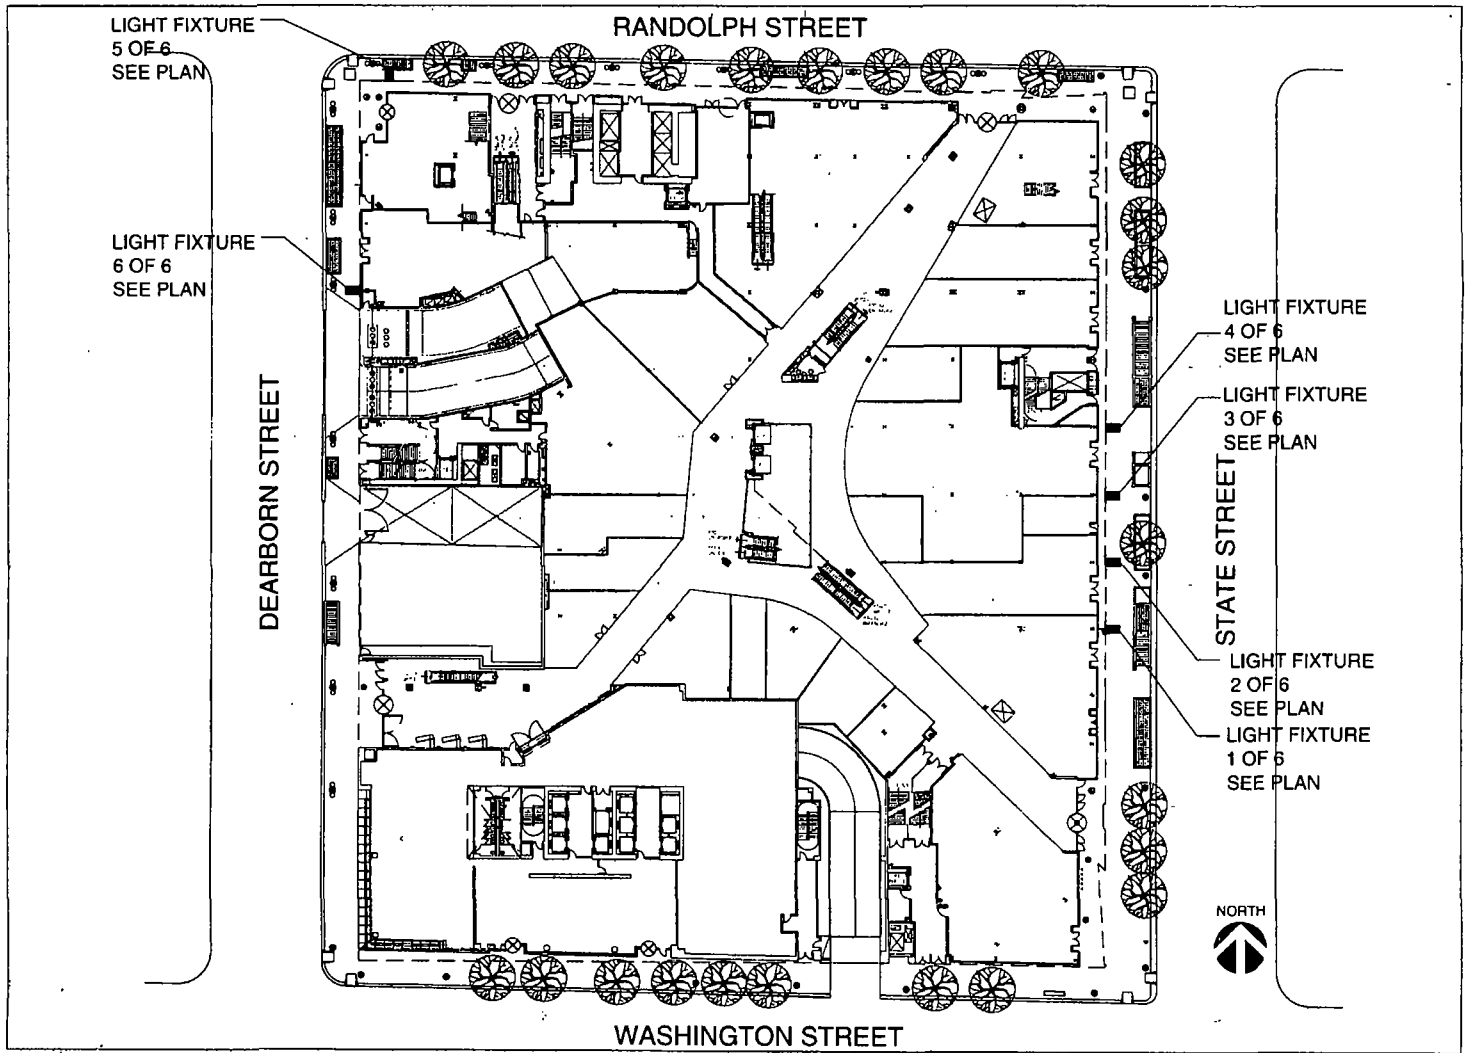 RANDOLPH STREET
LIGHT FIXTURE
5 OF 6
SEE PLAN
LIGHT FIXTURE
6 OF 6
SEE PLAN
DEARBORN STREET
LIGHT FIXTURE
4 OF 6
SEE PLAN
LIGHT FIXTURE
3 OF 6
SEE PLAN
STATE STREET
LIGHT FIXTURE
2 OF 6
SEE PLAN
LIGHT FIXTURE
1 OF 6
SEE PLAN
NORTH
WASHINGTON STREET